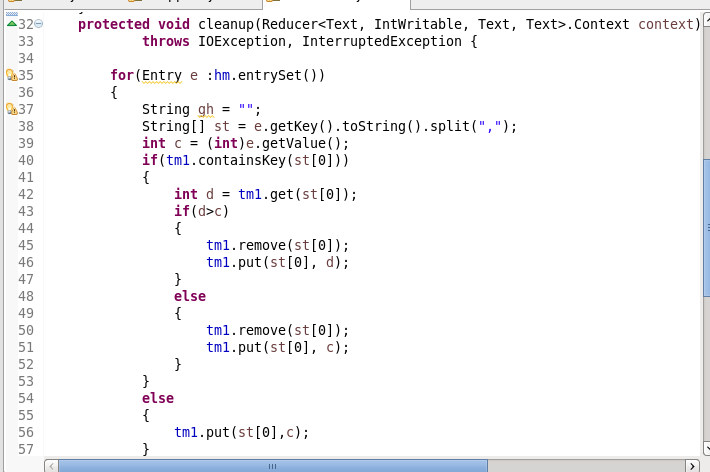 32 protected void cleanup(Reducer<Text, IntWritable, Text, Text>.Context context)
33 throws IOException, InterruptedException {
34
35 for(Entry e :hm.entrySet())
36 {
37 String gh = "";
38 String[] st = e.getKey().toString().split(",");
39 int c = (int)e.getValue();
40 if(tm1.containsKey(st[0]))
41 {
42 int d = tm1.get(st[0]);
43 if(d>c)
44 {
45 tm1.remove(st[0]);
46 tm1.put(st[0], d);
47 }
48 else
49 {
50 tm1.remove(st[0]);
51 tm1.put(st[0], c);
52 }
53 }
54 else
55 {
56 tm1.put(st[0],c);
57 }